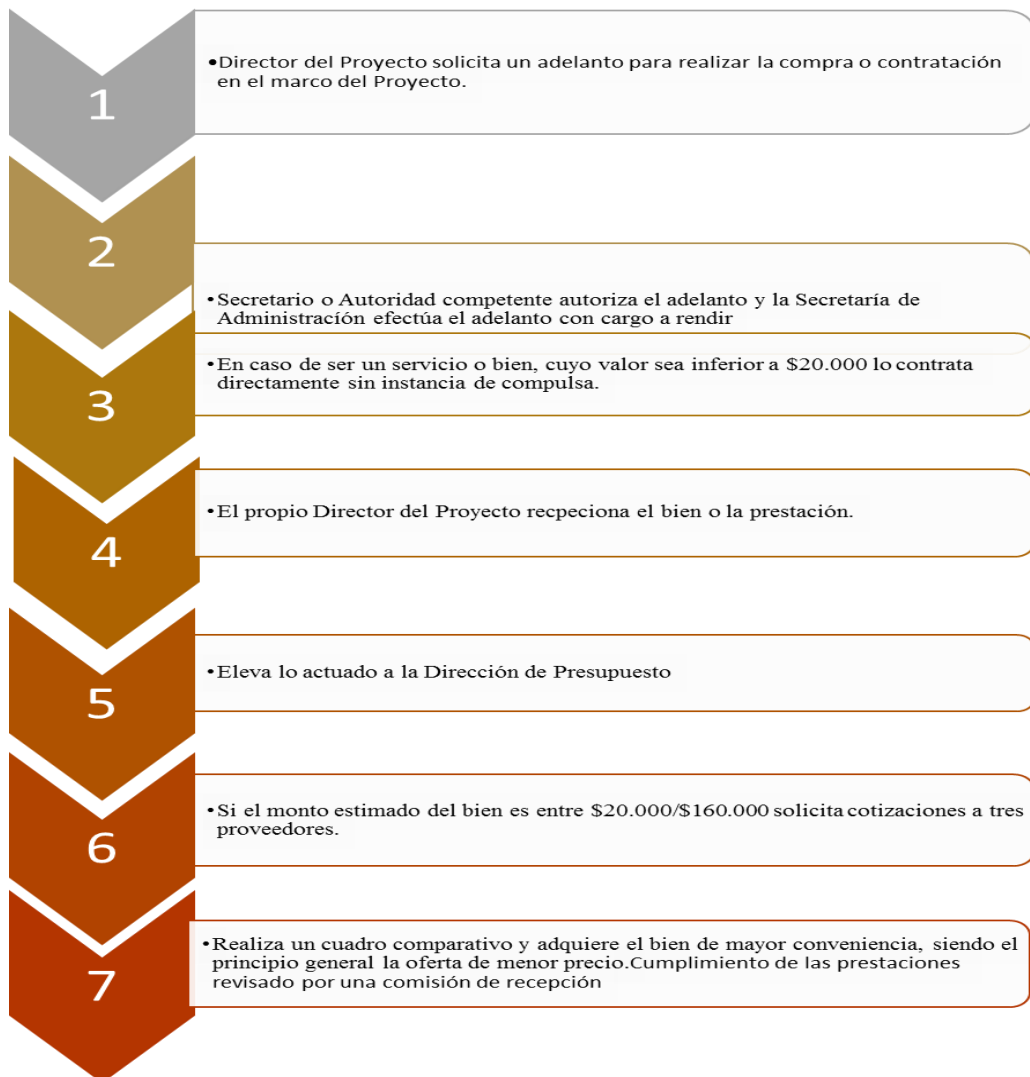 1
•Director del Proyecto solicita un adelanto para realizar la compra o contratación
en el marco del Proyecto.
2
•Secretario o Autoridad competente autoriza el adelanto y la Secretaría de
Administración efectúa el adelanto con cargo a rendir
3
•En caso de ser un servicio o bien, cuyo valor sea inferior a $20.000 lo contrata
directamente sin instancia de compulsa.
4
•El propio Director del Proyecto recpeciona el bien o la prestación.
5
•Eleva lo actuado a la Dirección de Presupuesto
6
•Si el monto estimado del bien es entre $20.000/$160.000 solicita cotizaciones a tres
proveedores.
7
•Realiza un cuadro comparativo y adquiere el bien de mayor conveniencia, siendo el
principio general la oferta de menor precio.Cumplimiento de las prestaciones
revisado por una comisión de recepción